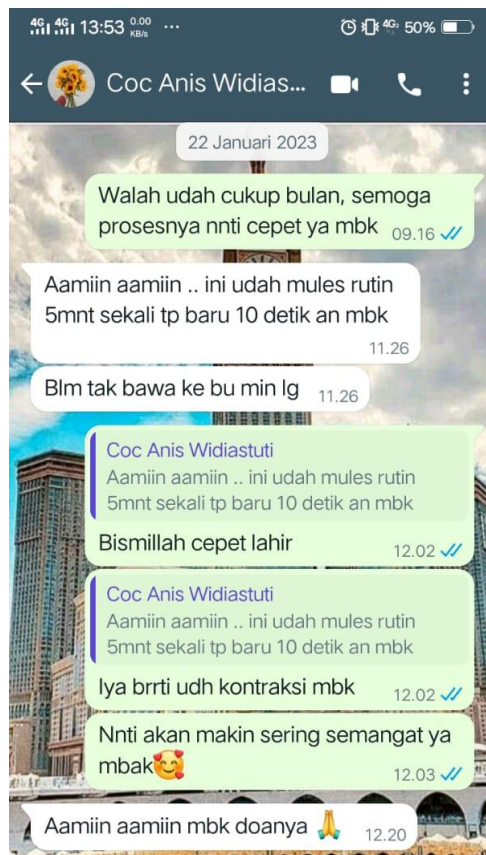 13:53 0.00 KB/s ...
4G 50%
Coc Anis Widias...
22 Januari 2023
Walah udah cukup bulan, semoga
prosesnya nnti cepet ya mbk 09.16
Aamiin aamiin .. ini udah mules rutin
5mnt sekali tp baru 10 detik an mbk
11.26
Blm tak bawa ke bu min lg 11.26
Coc Anis Widiastuti
Aamiin aamiin .. ini udah mules rutin
5mnt sekali tp baru 10 detik an mbk
Bismillah cepet lahir 12.02
Coc Anis Widiastuti
Aamiin aamiin .. ini udah mules rutin
5mnt sekali tp baru 10 detik an mbk
Iya brrti udh kontraksi mbk 12.02
Nnti akan makin sering semangat ya
mbak🥰 12.03
Aamiin aamiin mbk doanya 🙏 12.20